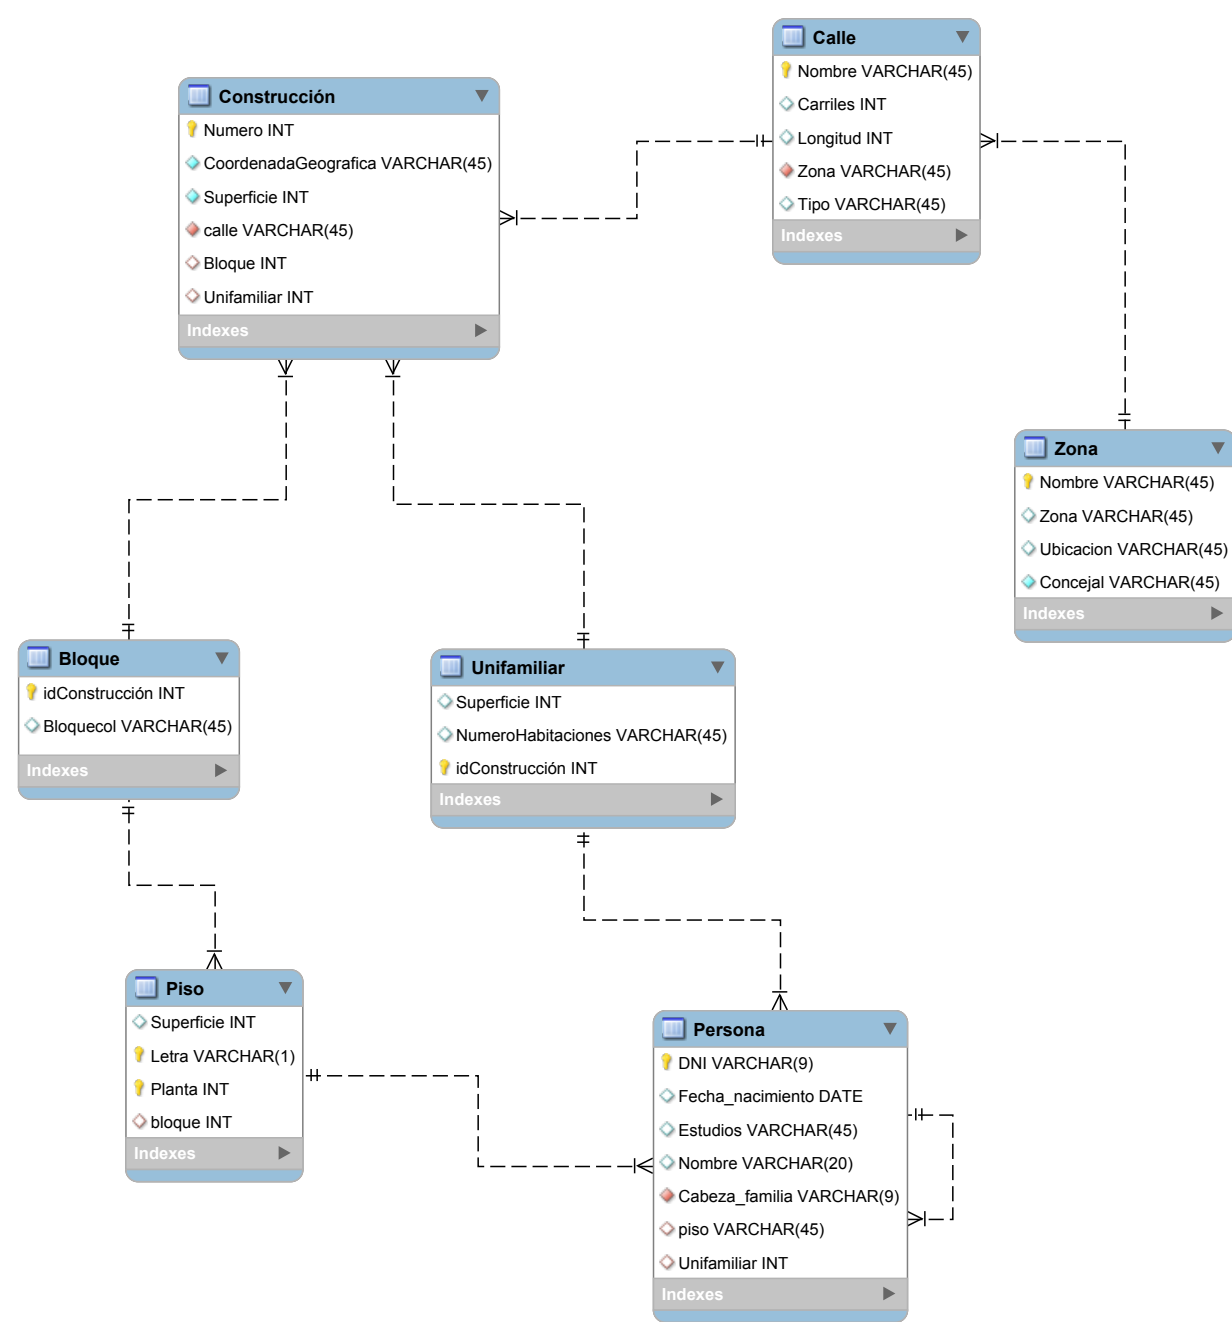 Calle
Nombre VARCHAR(45)
Carriles INT
Longitud INT
Zona VARCHAR(45)
Tipo VARCHAR(45)
Indexes
Construcción
Numero INT
CoordenadaGeografica VARCHAR(45)
Superficie INT
calle VARCHAR(45)
Bloque INT
Unifamiliar INT
Indexes
Zona
Nombre VARCHAR(45)
Zona VARCHAR(45)
Ubicacion VARCHAR(45)
Concejal VARCHAR(45)
Indexes
Bloque
idConstrucción INT
Bloquecol VARCHAR(45)
Indexes
Unifamiliar
Superficie INT
NumeroHabitaciones VARCHAR(45)
idConstrucción INT
Indexes
Piso
Superficie INT
Letra VARCHAR(1)
Planta INT
bloque INT
Indexes
Persona
DNI VARCHAR(9)
Fecha_nacimiento DATE
Estudios VARCHAR(45)
Nombre VARCHAR(20)
Cabeza_familia VARCHAR(9)
piso VARCHAR(45)
Unifamiliar INT
Indexes